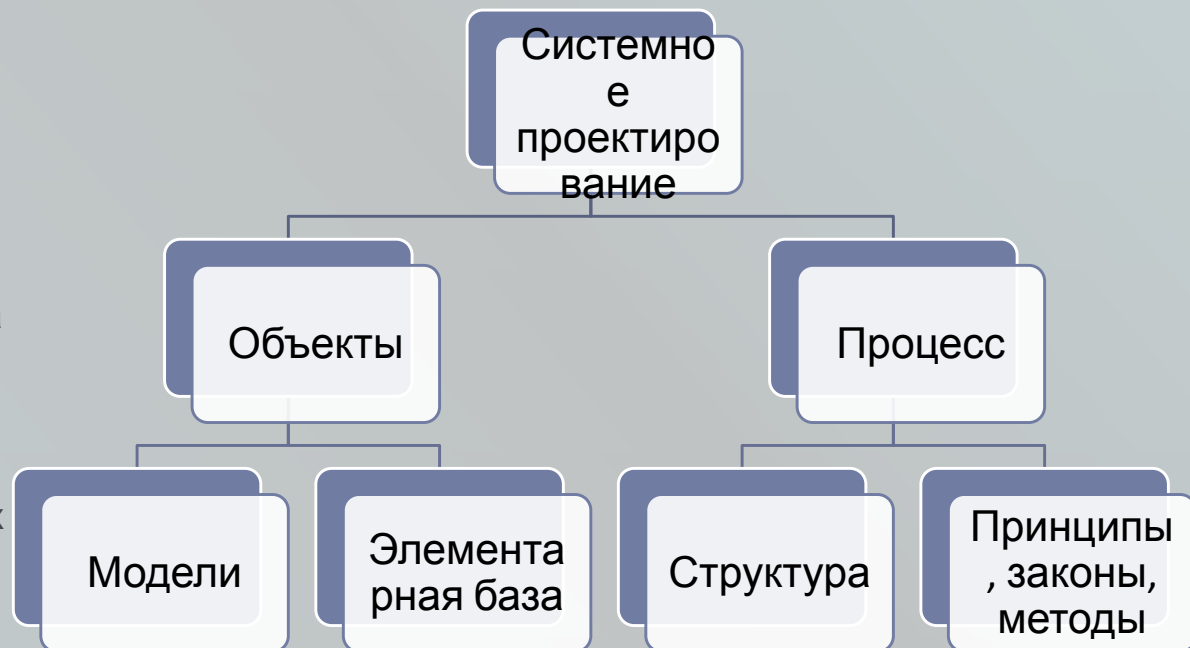 Системно
е
проектиро
вание
Объекты
Процесс
Модели
Элемента
рная база
Структура
Принципы
, законы,
методы